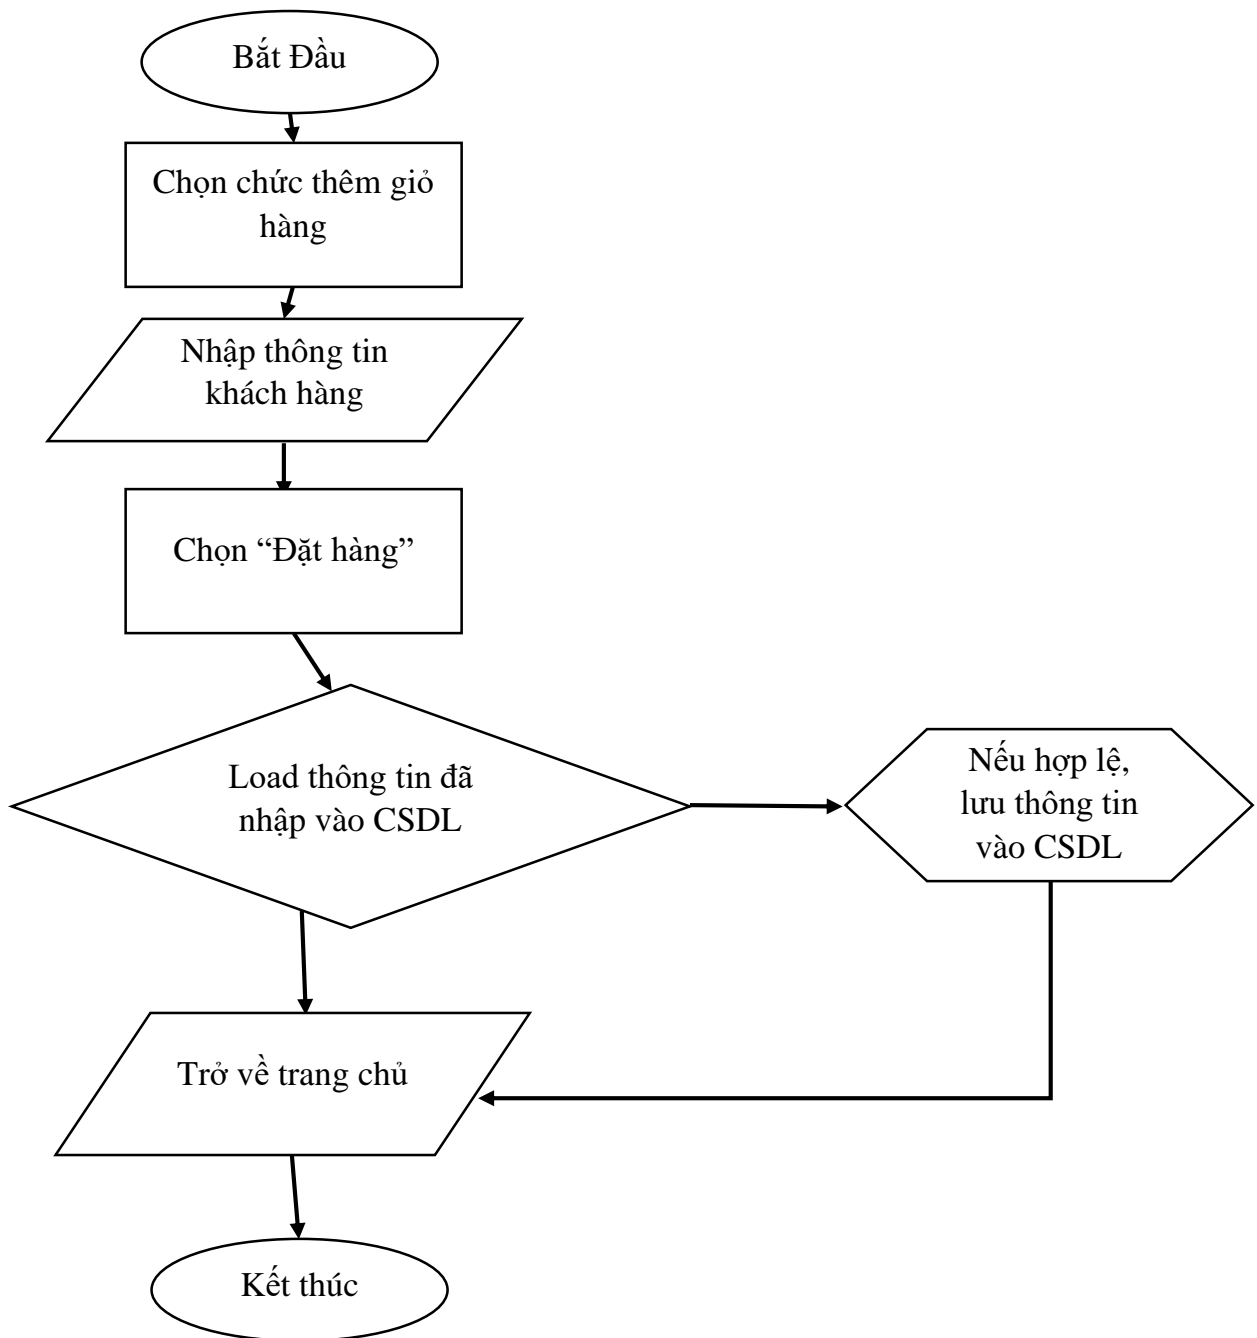 Bắt Đầu
Chọn chức thêm giỏ
hàng
Nhập thông tin
khách hàng
Chọn “Đặt hàng”
Load thông tin đã
nhập vào CSDL
Nếu hợp lệ,
lưu thông tin
vào CSDL
Trở về trang chủ
Kết thúc